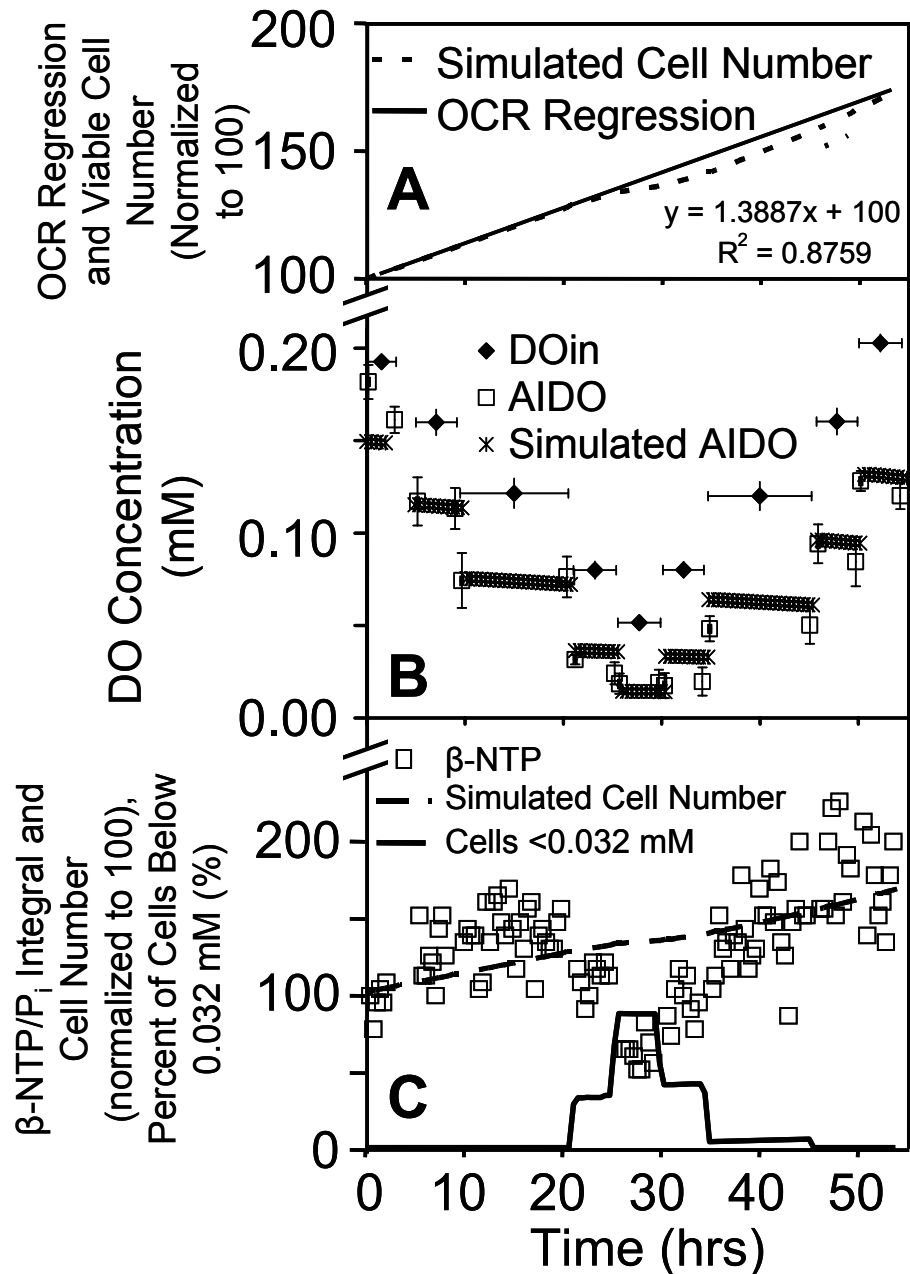 200
150
100
OCR Regression
and Viable Cell
Number
(Normalized
to 100)
Simulated Cell Number
OCR Regression
A
y = 1.3887x + 100
R² = 0.8759
0.20
0.10
0.00
DO Concentration
(mM)
DOin
AIDO
Simulated AIDO
B
β-NTP/Pᵢ Integral and
Cell Number
(normalized to 100),
Percent of Cells Below
0.032 mM (%)
200
100
0
β-NTP
Simulated Cell Number
Cells <0.032 mM
C
0 10 20 30 40 50
Time (hrs)